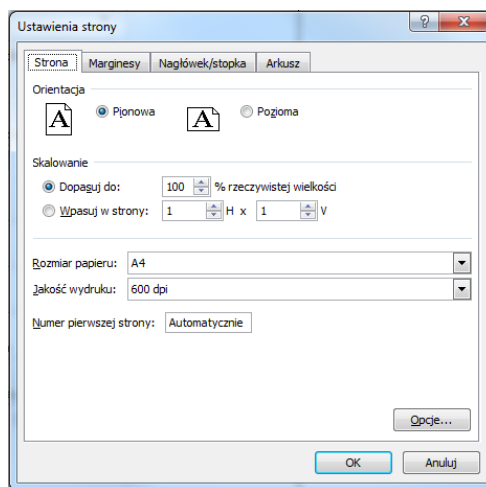 Ustawienia strony
Strona Marginesy Nagłówek/stopka Arkusz
Orientacja
A Pionowa A Pozioma
Skalowanie
Dopasuj do: 100 % rzeczywistej wielkości
Wpasuj w strony: 1 H x 1 V
Rozmiar papieru: A4
Jakość wydruku: 600 dpi
Numer pierwszej strony: Automatycznie
Opcje...
OK Anuluj